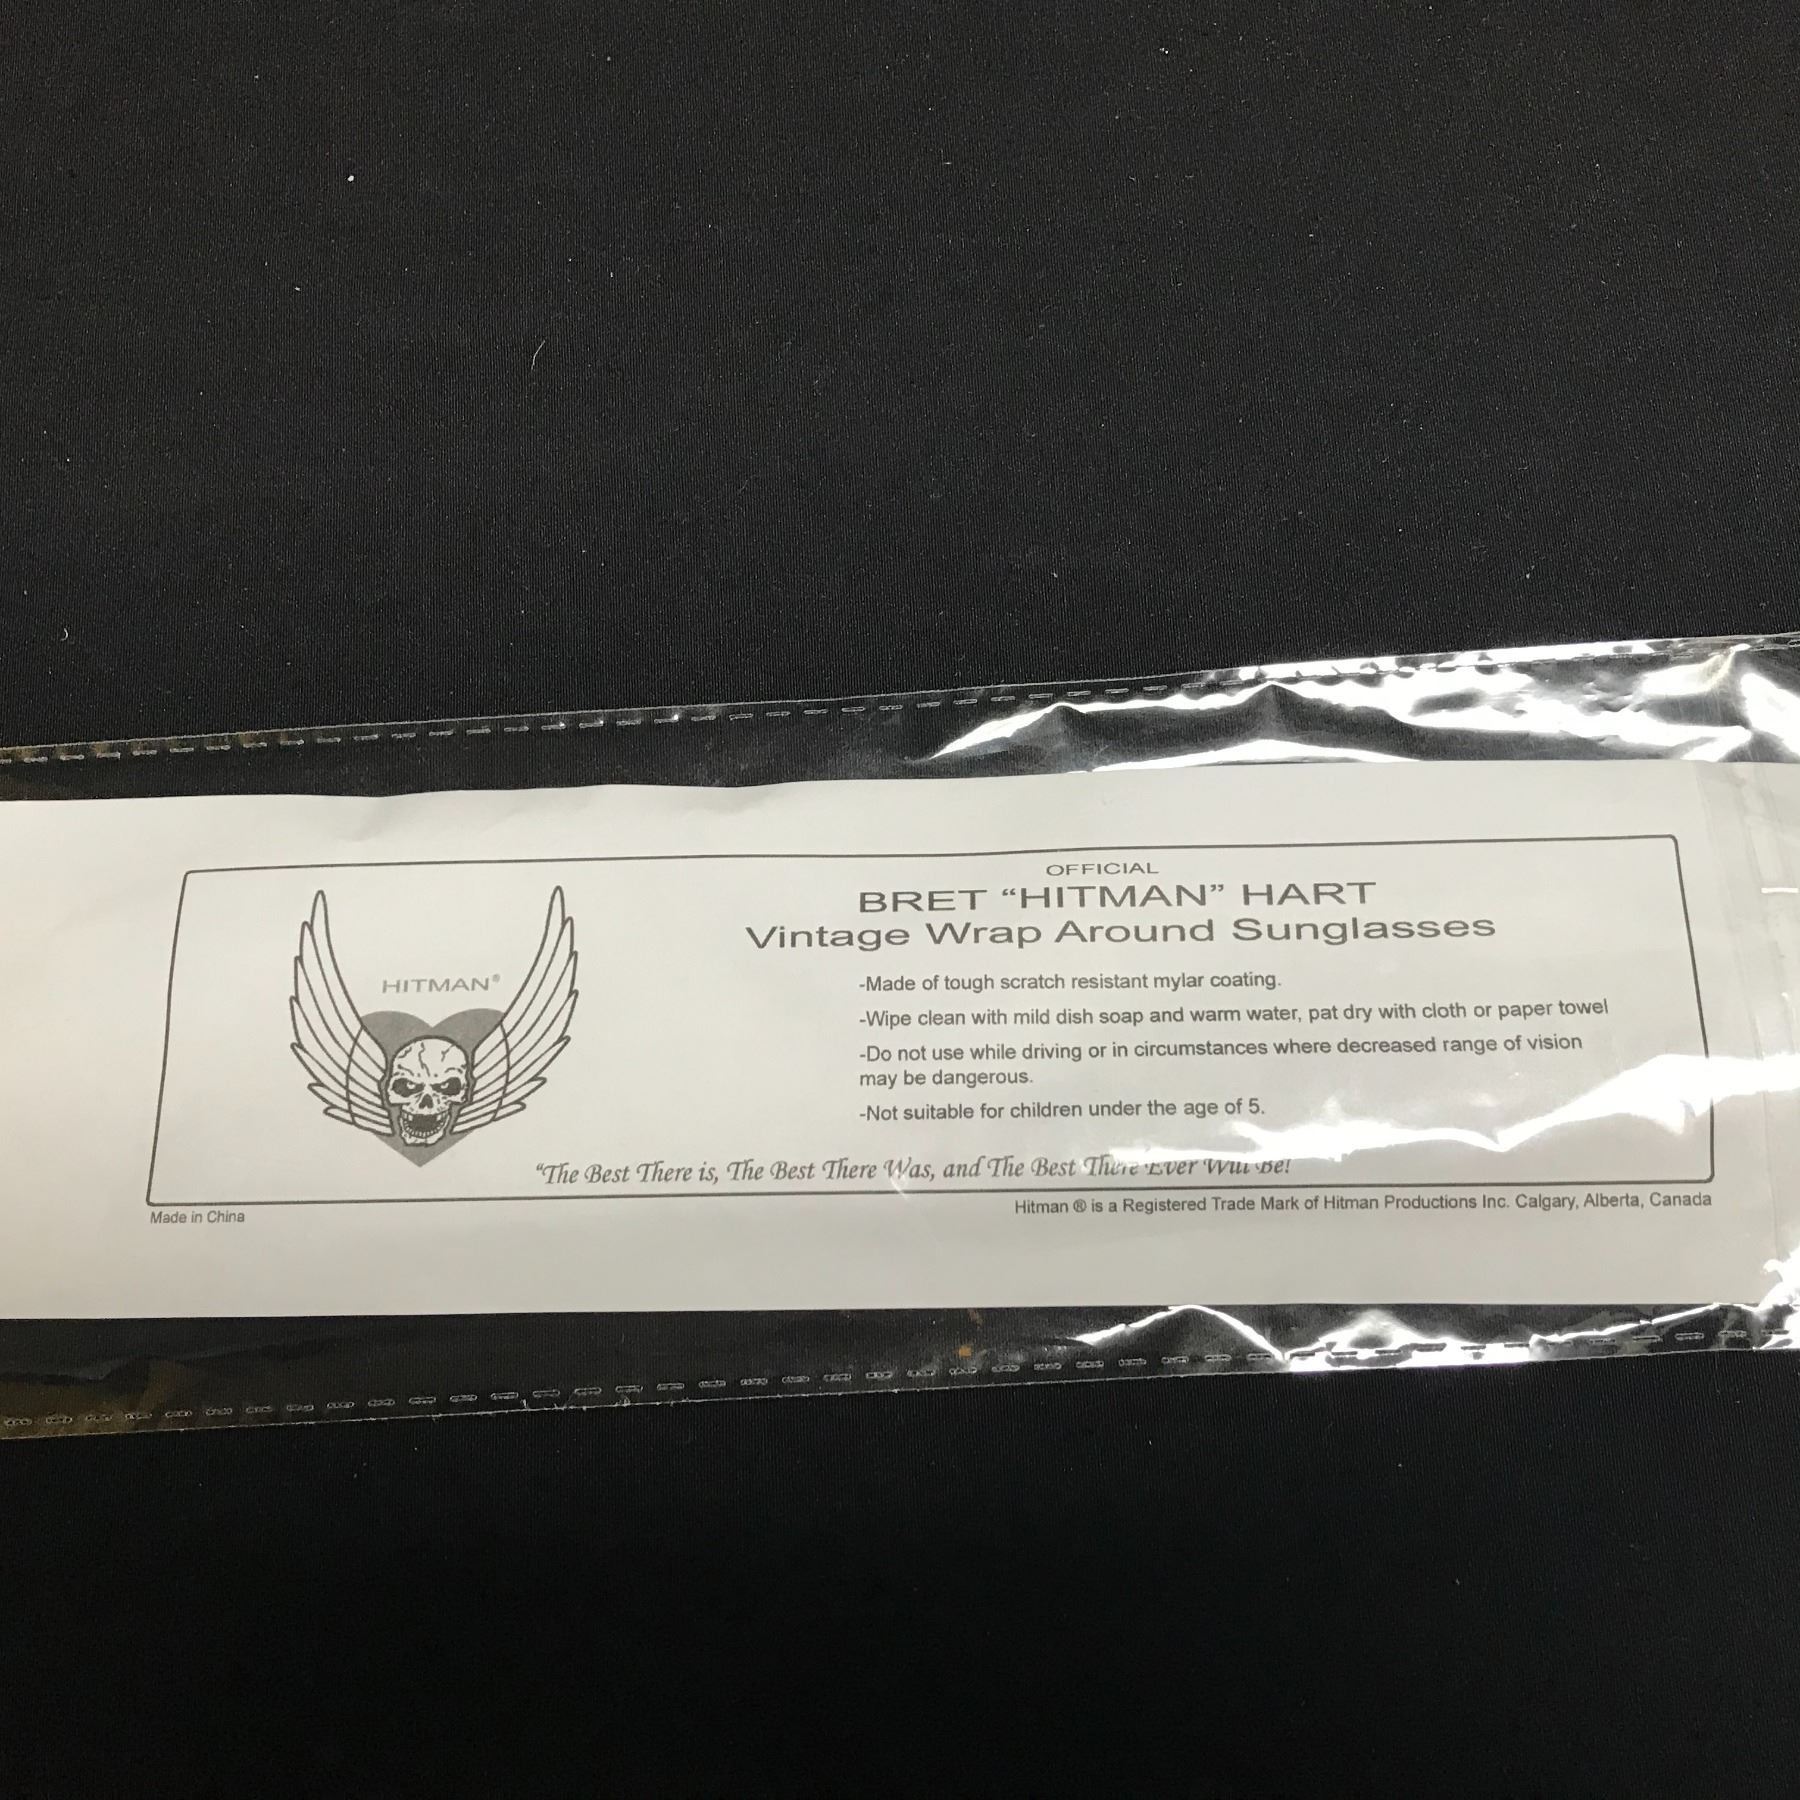 OFFICIAL
BRET “HITMAN” HART
Vintage Wrap Around Sunglasses
HITMAN®
-Made of tough scratch resistant mylar coating.
-Wipe clean with mild dish soap and warm water, pat dry with cloth or paper towel
-Do not use while driving or in circumstances where decreased range of vision
may be dangerous.
-Not suitable for children under the age of 5.
“The Best There is, The Best There Was, and The Best There Ever Will Be!
Made in China
Hitman ® is a Registered Trade Mark of Hitman Productions Inc. Calgary, Alberta, Canada